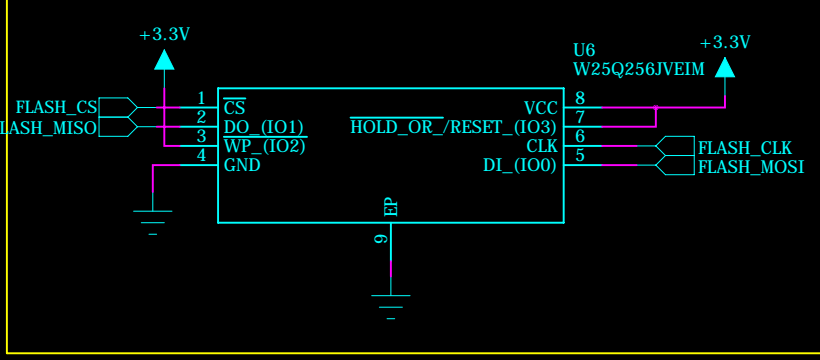 +3.3V
U6
+3.3V
W25Q256JVEIM
FLASH_CS 1 CS VCC 8
LASH_MISO 2 DO_(IO1) HOLD_OR_/RESET_(IO3) 7
3 WP_(IO2) CLK 6 FLASH_CLK
4 GND DI_(IO0) 5 FLASH_MOSI
EP
9